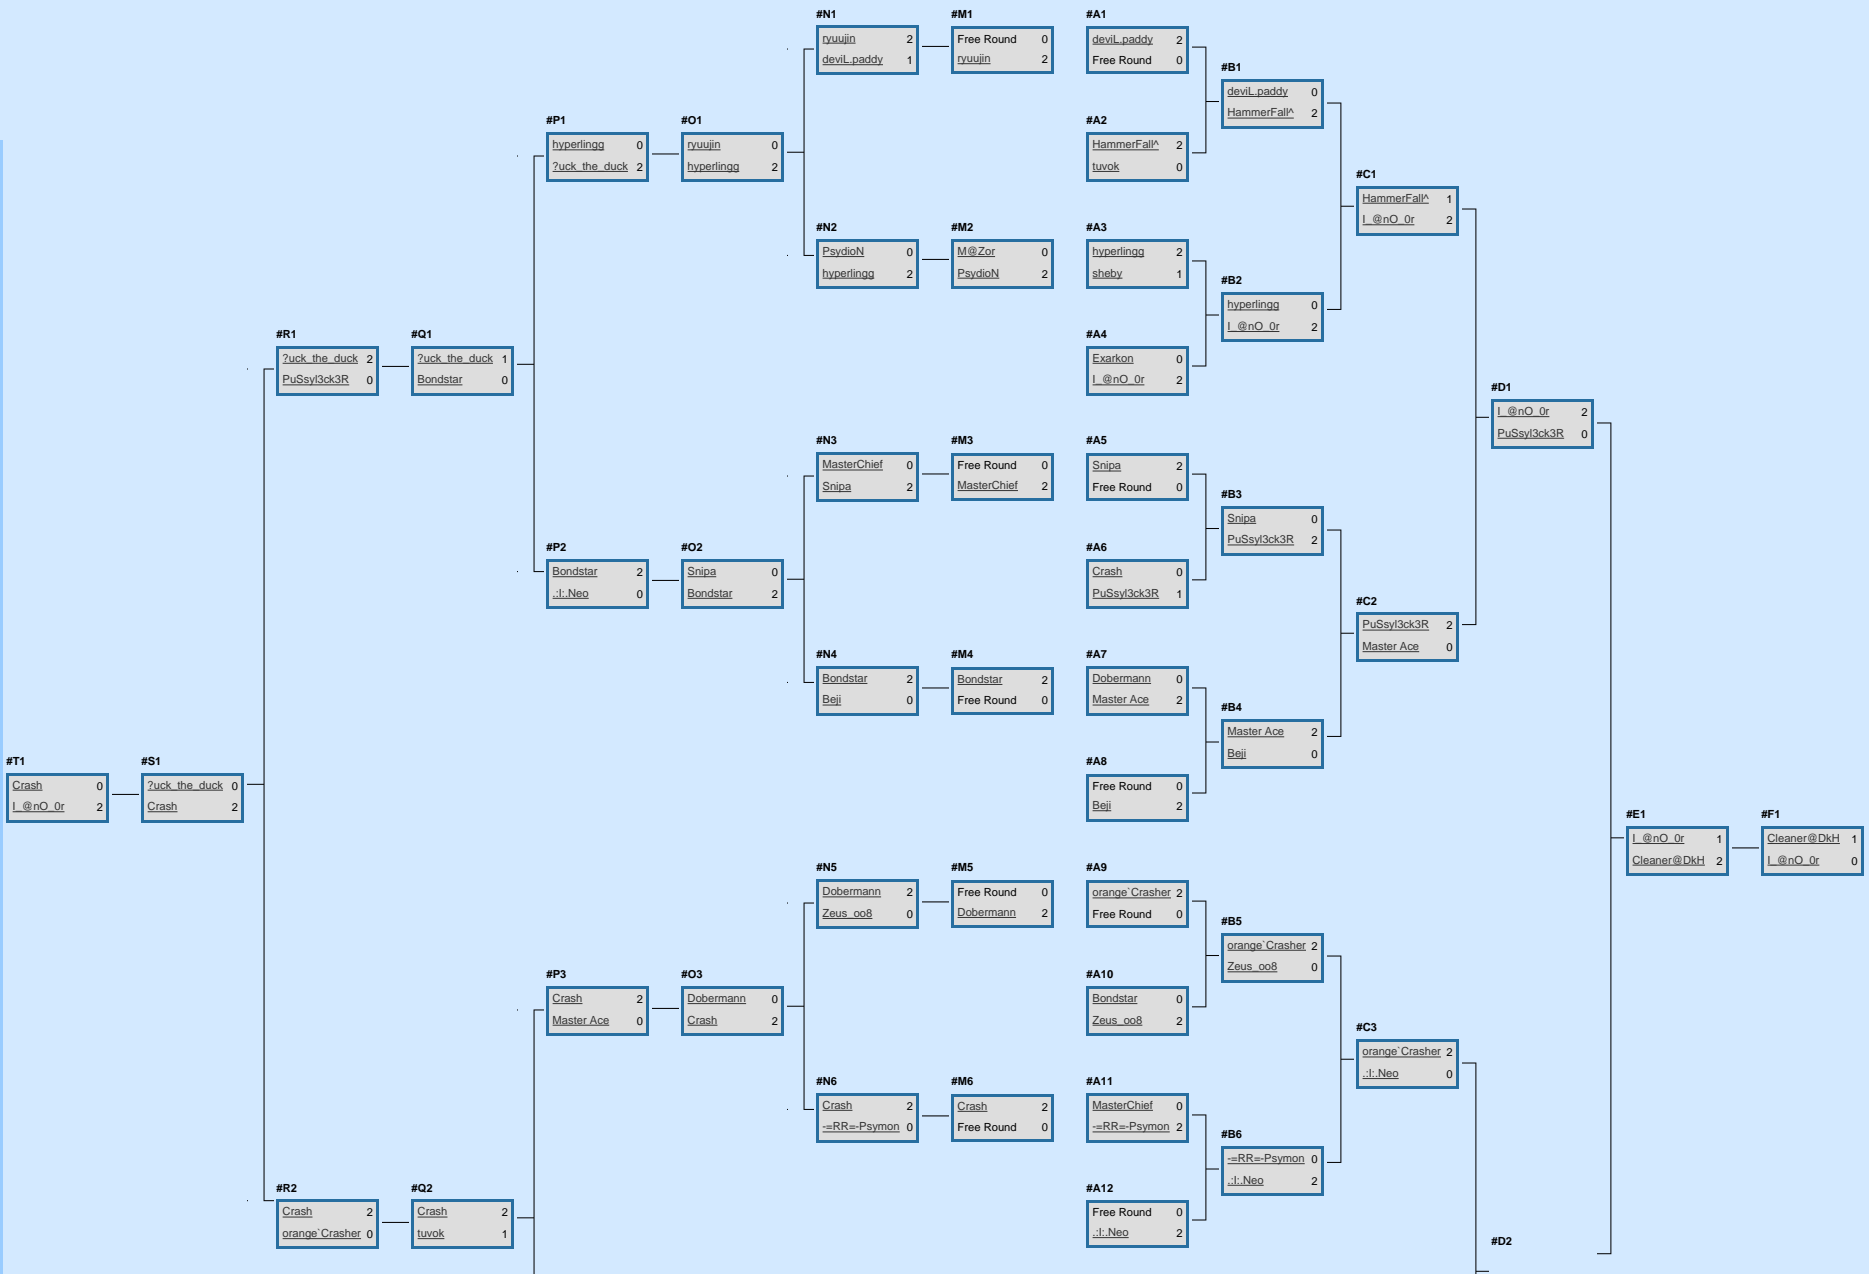 #N1
ryuujin 2
deviL.paddy 1
#M1
Free Round 0
ryuujin 2
#A1
deviL.paddy 2
Free Round 0
#B1
deviL.paddy 0
HammerFall^ 2
#P1
hyperlingg 0
?uck_the_duck 2
#O1
ryuujin 0
hyperlingg 2
#A2
HammerFall^ 2
tuvok 0
#C1
HammerFall^ 1
I_@nO_0r 2
#N2
PsydioN 0
hyperlingg 2
#M2
M@Zor 0
PsydioN 2
#A3
hyperlingg 2
sheby 1
#B2
hyperlingg 0
I_@nO_0r 2
#R1
?uck_the_duck 2
PuSsyl3ck3R 0
#Q1
?uck_the_duck 1
Bondstar 0
#A4
Exarkon 0
I_@nO_0r 2
#D1
I_@nO_0r 2
PuSsyl3ck3R 0
#N3
MasterChief 0
Snipa 2
#M3
Free Round 0
MasterChief 2
#A5
Snipa 2
Free Round 0
#B3
Snipa 0
PuSsyl3ck3R 2
#P2
Bondstar 2
.:I:.Neo 0
#O2
Snipa 0
Bondstar 2
#A6
Crash 0
PuSsyl3ck3R 1
#C2
PuSsyl3ck3R 2
Master Ace 0
#N4
Bondstar 2
Beji 0
#M4
Bondstar 2
Free Round 0
#A7
Dobermann 0
Master Ace 2
#B4
Master Ace 2
Beji 0
#T1
Crash 0
I_@nO_0r 2
#S1
?uck_the_duck 0
Crash 2
#A8
Free Round 0
Beji 2
#E1
I_@nO_0r 1
Cleaner@DkH 2
#F1
Cleaner@DkH 1
I_@nO_0r 0
#N5
Dobermann 2
Zeus_oo8 0
#M5
Free Round 0
Dobermann 2
#A9
orange`Crasher 2
Free Round 0
#B5
orange`Crasher 2
Zeus_oo8 0
#P3
Crash 2
Master Ace 0
#O3
Dobermann 0
Crash 2
#A10
Bondstar 0
Zeus_oo8 2
#C3
orange`Crasher 2
.:I:.Neo 0
#N6
Crash 2
-=RR=-Psymon 0
#M6
Crash 2
Free Round 0
#A11
MasterChief 0
-=RR=-Psymon 2
#B6
-=RR=-Psymon 0
.:I:.Neo 2
#R2
Crash 2
orange`Crasher 0
#Q2
Crash 2
tuvok 1
#A12
Free Round 0
.:I:.Neo 2
#D2